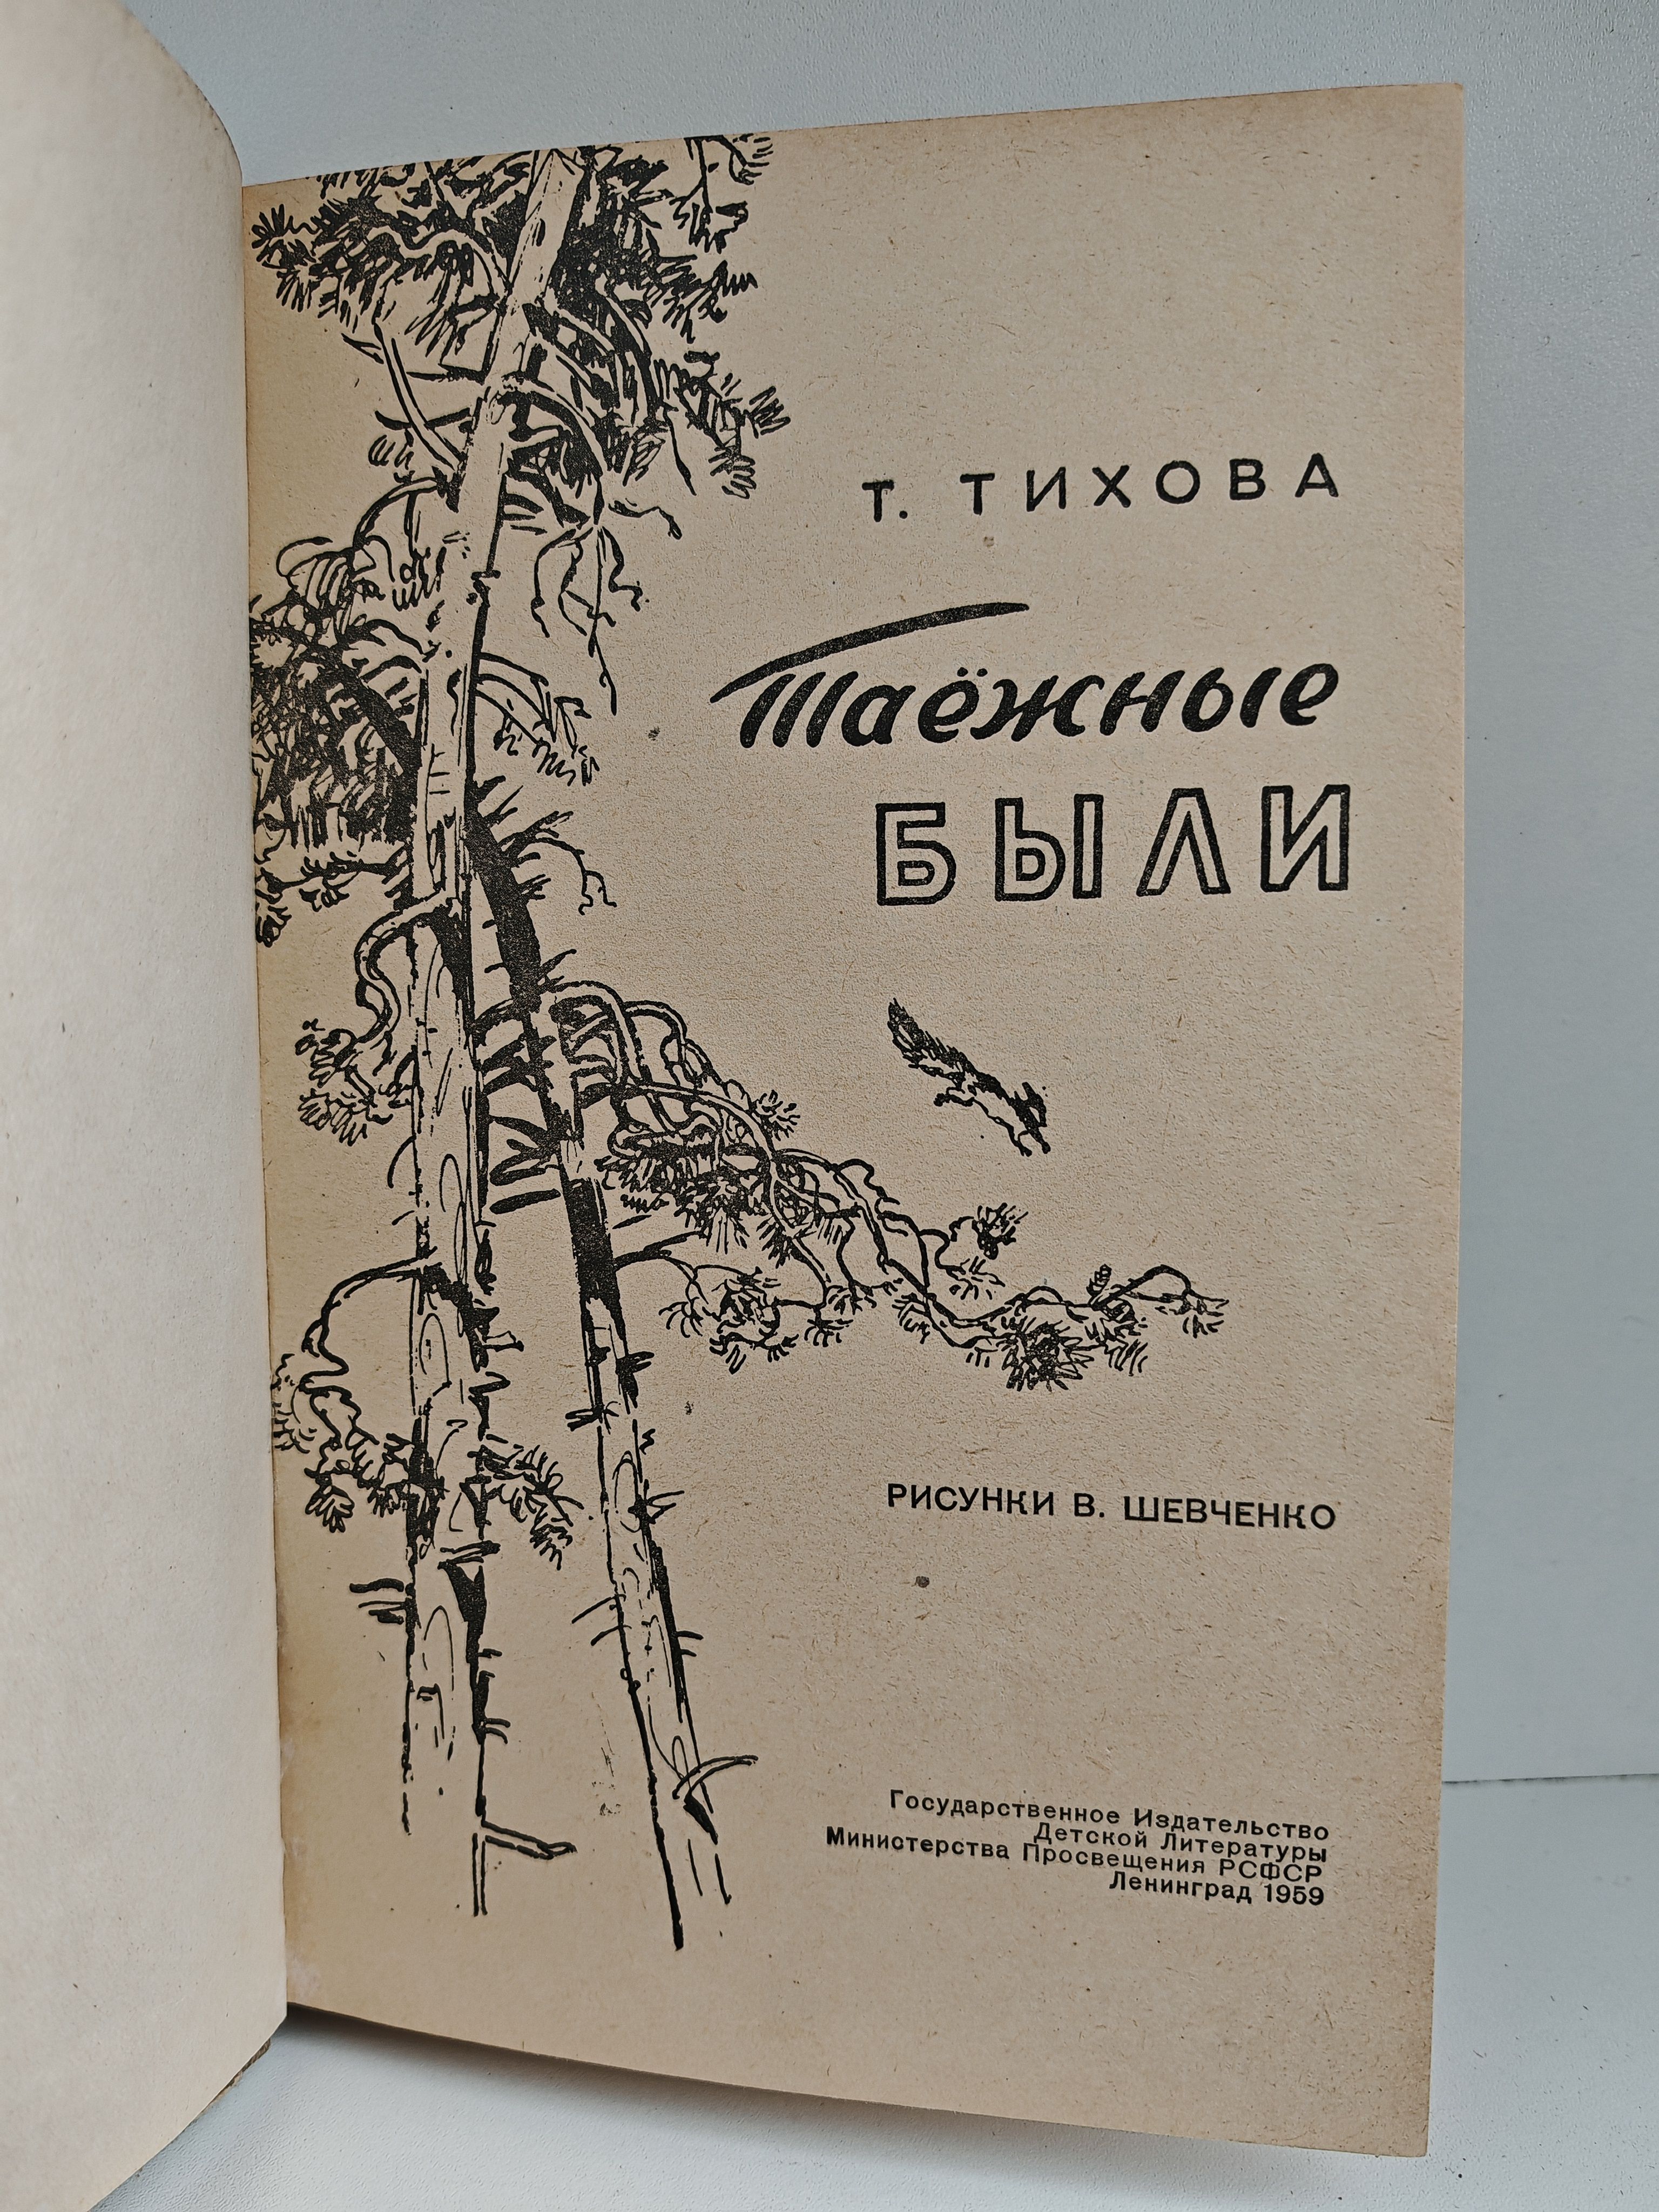 Т. ТИХОВА
Таёжные
БЫЛИ
РИСУНКИ В. ШЕВЧЕНКО
Государственное Издательство
Детской Литературы
Министерства Просвещения РСФСР
Ленинград 1959